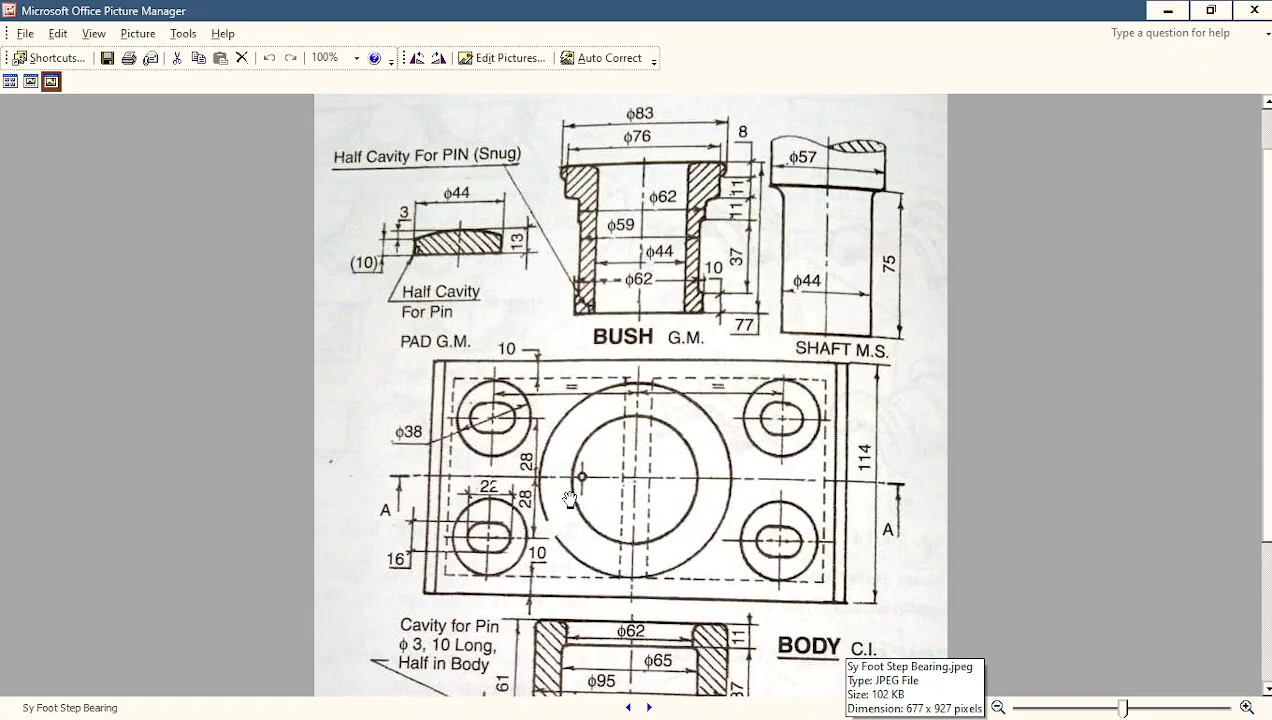 Microsoft Office Picture Manager
File Edit View Picture Tools Help
Type a question for help
Shortcuts...
100%
Edit Pictures...
Auto Correct
ϕ83
ϕ76
8
Half Cavity For PIN (Snug)
ϕ57
ϕ44
ϕ62
11
3
11
ϕ59
13
(10)
ϕ44
37
10
75
ϕ62
ϕ44
Half Cavity
For Pin
77
PAD G.M.
BUSH G.M.
SHAFT M.S.
10
=
=
ϕ38
28
114
22
28
A
A
16
10
Cavity for Pin
ϕ 3, 10 Long,
Half in Body
ϕ62
11
BODY C.I.
ϕ65
61
ϕ95
37
Sy Foot Step Bearing.jpeg
Type: JPEG File
Size: 102 KB
Dimension: 677 x 927 pixels
Sy Foot Step Bearing